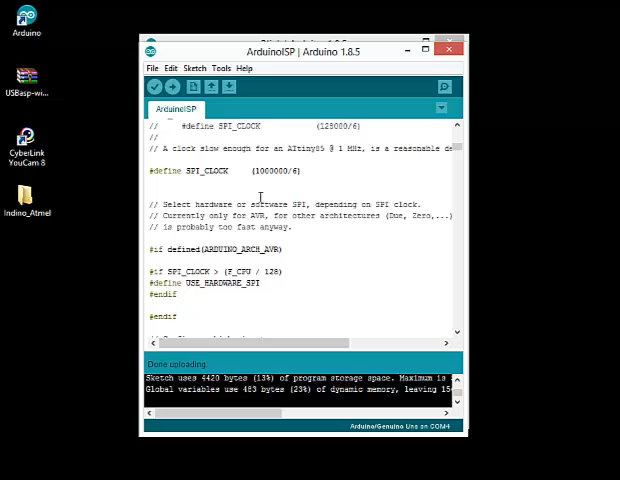 Arduino
USBasp-wi...
CyberLink
YouCam 8
Indino_Atmel
ArduinoISP | Arduino 1.8.5
File Edit Sketch Tools Help
ArduinoISP
// #define SPI_CLOCK (128000/6)
//
// A clock slow enough for an ATtiny85 @ 1 MHz, is a reasonable de
#define SPI_CLOCK (1000000/6)
// Select hardware or software SPI, depending on SPI clock.
// Currently only for AVR, for other architectures (Due, Zero,...)
// is probably too fast anyway.
#if defined(ARDUINO_ARCH_AVR)
#if SPI_CLOCK > (F_CPU / 128)
#define USE_HARDWARE_SPI
#endif
#endif
Done uploading.
Sketch uses 4420 bytes (13%) of program storage space. Maximum is
Global variables use 483 bytes (23%) of dynamic memory, leaving 15
Arduino/Genuino Uno on COM4